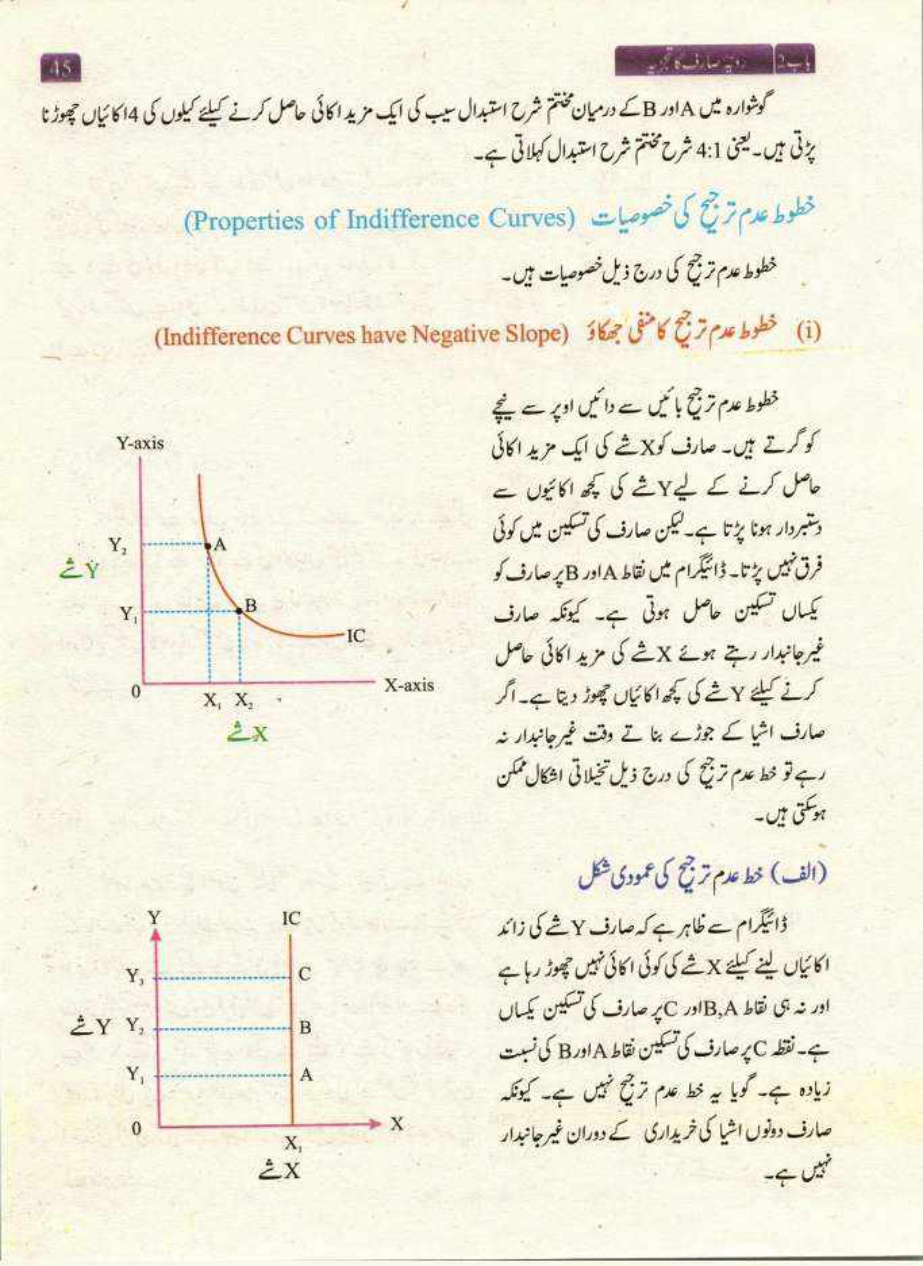 45
باب 2 رویۂ صارف کا تجزیہ
گوشوارہ میں A اور B کے درمیان مختتم شرح استبدال سیب کی ایک مزید اکائی حاصل کرنے کیلئے کیلوں کی 4 اکائیاں چھوڑنا
پڑتی ہیں۔ یعنی 4:1 شرح مختتم شرح استبدال کہلاتی ہے۔
خطوط عدم ترجیح کی خصوصیات (Properties of Indifference Curves)
خطوط عدم ترجیح کی درج ذیل خصوصیات ہیں۔
(i) خطوط عدم ترجیح کا منفی جھکاؤ (Indifference Curves have Negative Slope)
خطوط عدم ترجیح بائیں سے دائیں اوپر سے نیچے
کو گرتے ہیں۔ صارف کو X شے کی ایک مزید اکائی
حاصل کرنے کے لیے Y شے کی کچھ اکائیوں سے
دستبردار ہونا پڑتا ہے۔ لیکن صارف کی تسکین میں کوئی
فرق نہیں پڑتا۔ ڈائیگرام میں نقاط A اور B پر صارف کو
یکساں تسکین حاصل ہوتی ہے۔ کیونکہ صارف
غیر جانبدار رہتے ہوئے X شے کی مزید اکائی حاصل
کرنے کیلئے Y شے کی کچھ اکائیاں چھوڑ دیتا ہے۔ اگر
صارف اشیا کے جوڑے بناتے وقت غیر جانبدار نہ
رہے تو خط عدم ترجیح کی درج ذیل تخیلاتی اشکال ممکن
ہوسکتی ہیں۔
Y-axis
Y₂
A
Y شے
Y₁
B
IC
0
X₁ X₂
X-axis
X شے
(الف) خط عدم ترجیح کی عمودی شکل
ڈائیگرام سے ظاہر ہے کہ صارف Y شے کی زائد
اکائیاں لینے کیلئے X شے کی کوئی اکائی نہیں چھوڑ رہا ہے
اور نہ ہی نقاط B,A اور C پر صارف کی تسکین یکساں
ہے۔ نقطہ C پر صارف کی تسکین نقاط A اور B کی نسبت
زیادہ ہے۔ گویا یہ خط عدم ترجیح نہیں ہے۔ کیونکہ
صارف دونوں اشیا کی خریداری کے دوران غیر جانبدار
نہیں ہے۔
Y
IC
Y₃
C
Y شے
Y₂
B
Y₁
A
0
X
X₁
X شے